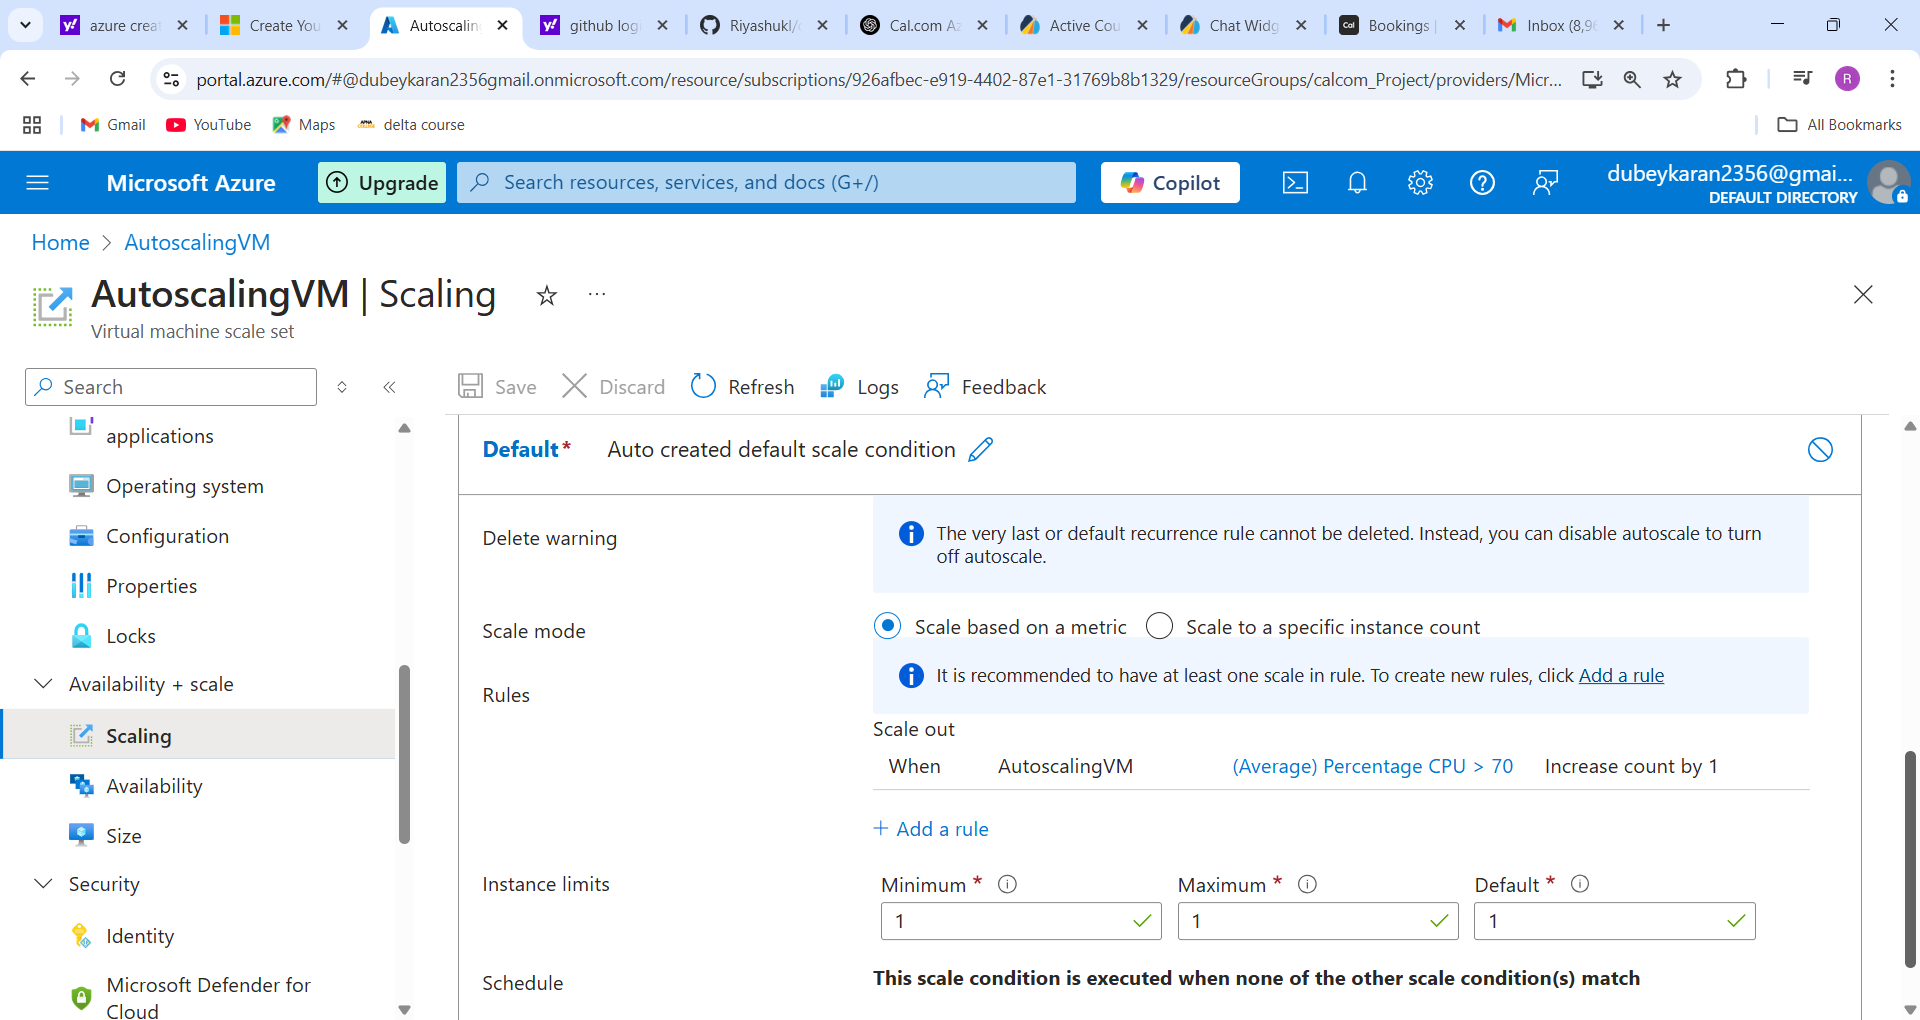 azure creat
Create You
Autoscaling
github log
Riyashukl/c
Cal.com Az
Active Cou
Chat Widg
Cal
Bookings |
Inbox (8,96
portal.azure.com/#@dubeykaran2356gmail.onmicrosoft.com/resource/subscriptions/926afbec-e919-4402-87e1-31769b8b1329/resourceGroups/calcom_Project/providers/Micr...
R
Gmail
YouTube
Maps
delta course
All Bookmarks
Microsoft Azure
Upgrade
Search resources, services, and docs (G+/)
Copilot
dubeykaran2356@gmai...
DEFAULT DIRECTORY
Home > AutoscalingVM
AutoscalingVM | Scaling
Virtual machine scale set
Search
Save
Discard
Refresh
Logs
Feedback
applications
Operating system
Configuration
Properties
Locks
Availability + scale
Scaling
Availability
Size
Security
Identity
Microsoft Defender for
Cloud
Default* Auto created default scale condition
Delete warning
The very last or default recurrence rule cannot be deleted. Instead, you can disable autoscale to turn
off autoscale.
Scale mode
Scale based on a metric
Scale to a specific instance count
Rules
It is recommended to have at least one scale in rule. To create new rules, click Add a rule
Scale out
When AutoscalingVM (Average) Percentage CPU > 70 Increase count by 1
+ Add a rule
Instance limits
Minimum * Maximum * Default *
1 1 1
Schedule
This scale condition is executed when none of the other scale condition(s) match